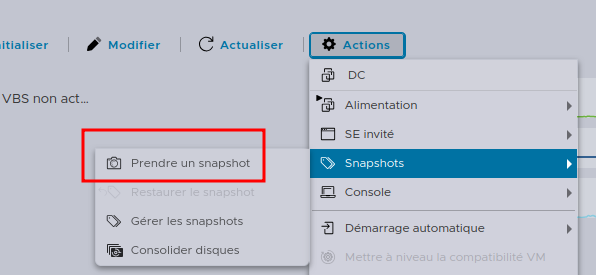 Modifier
Actualiser
Actions
VBS non act...
DC
Alimentation
SE invité
Snapshots
Console
Démarrage automatique
Mettre à niveau la compatibilité VM
Prendre un snapshot
Restaurer le snapshot
Gérer les snapshots
Consolider disques